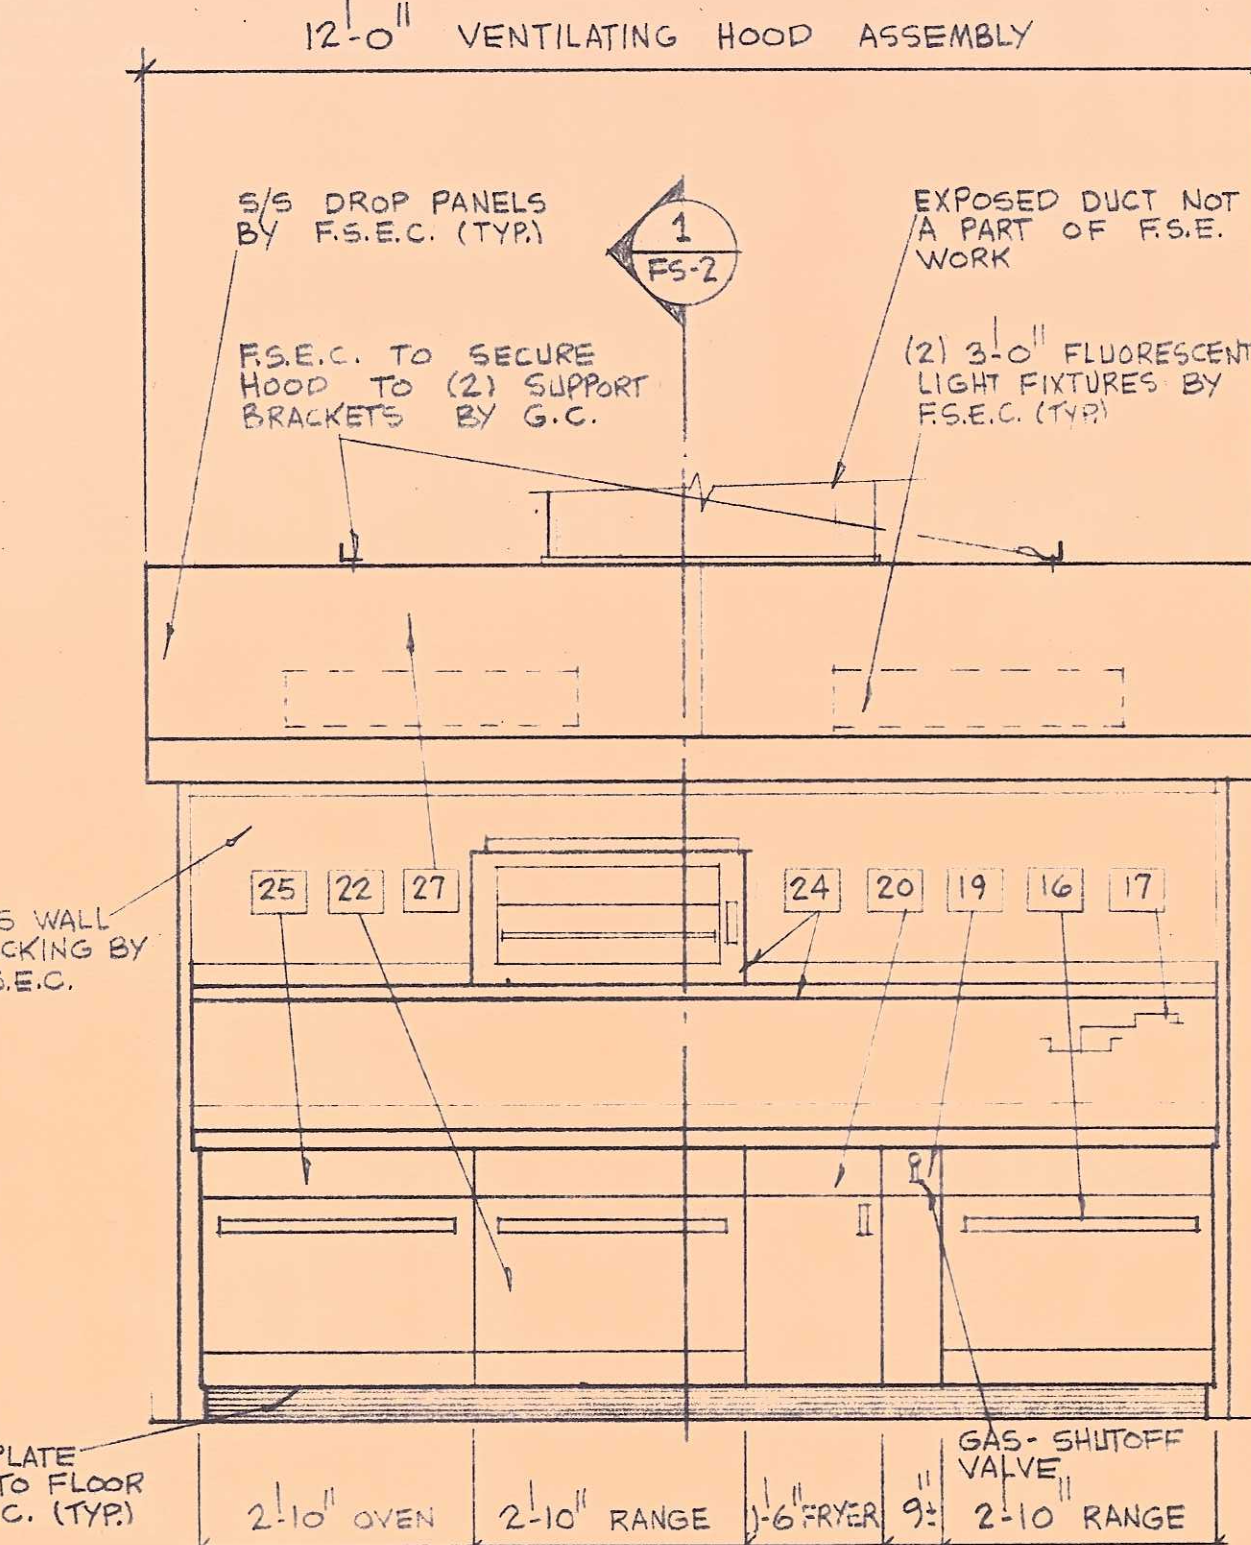 12'-0" VENTILATING HOOD ASSEMBLY
S/S DROP PANELS
BY F.S.E.C. (TYP.)
1
FS-2
EXPOSED DUCT NOT
A PART OF F.S.E.
WORK
F.S.E.C. TO SECURE
HOOD TO (2) SUPPORT
BRACKETS BY G.C.
(2) 3'-0" FLUORESCENT
LIGHT FIXTURES BY
F.S.E.C. (TYP.)
25 22 27 24 20 19 16 17
S WALL
CKING BY
S.E.C.
GAS-SHUTOFF
VALVE
PLATE
TO FLOOR
C. (TYP.)
2'-10" OVEN 2'-10" RANGE 1'-6" FRYER 9"± 2'-10" RANGE